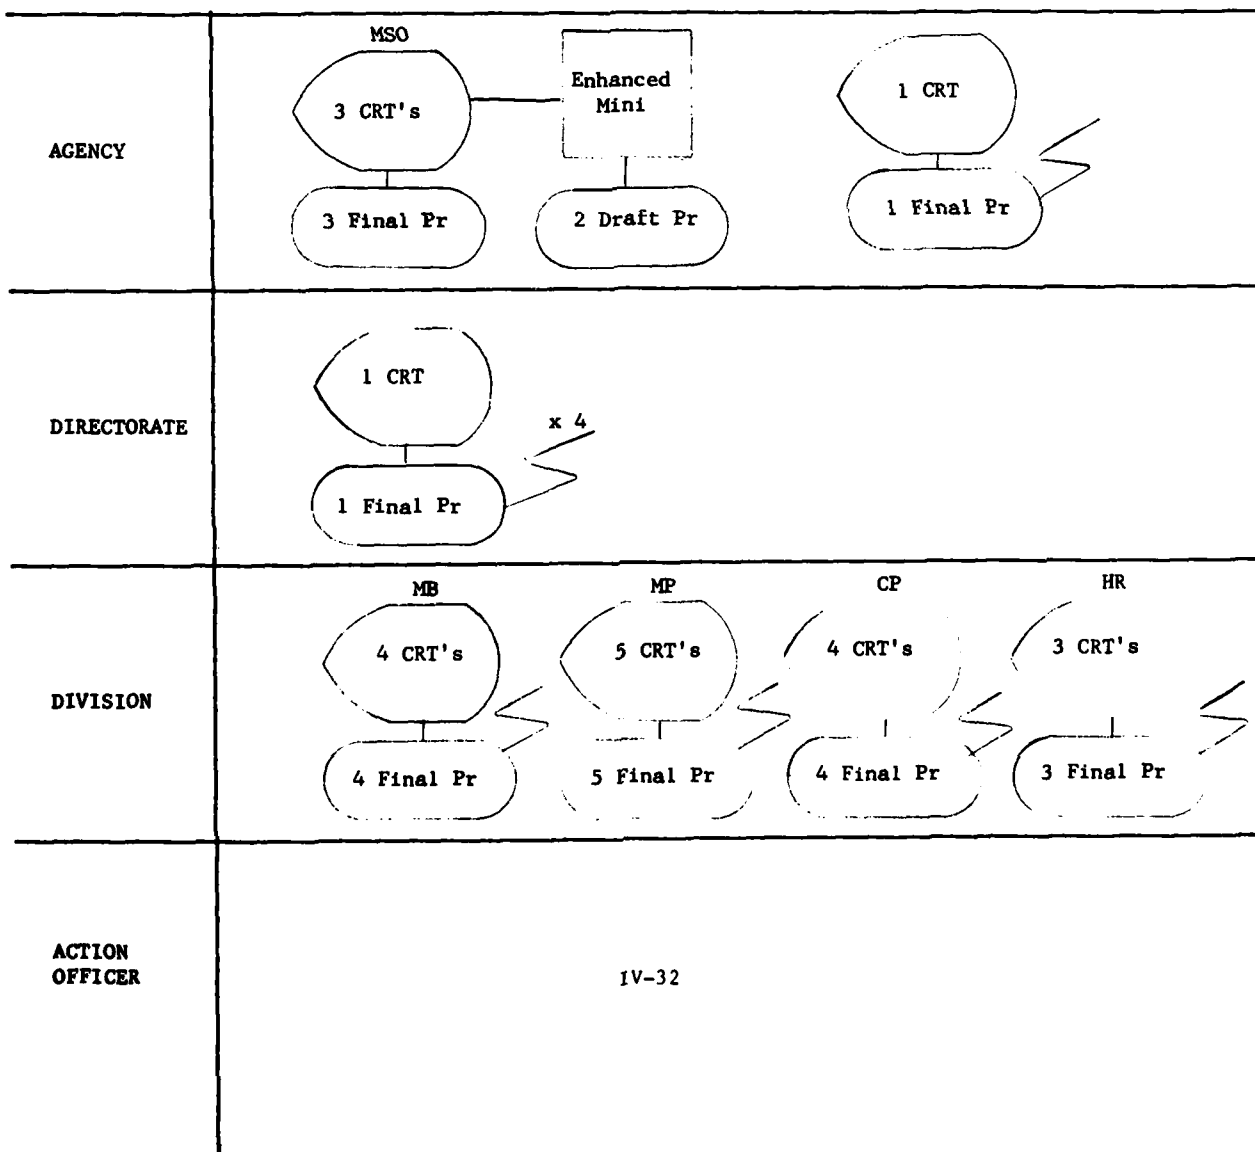 MSO
3 CRT's
Enhanced
Mini
1 CRT
AGENCY
3 Final Pr
2 Draft Pr
1 Final Pr
1 CRT
x 4
DIRECTORATE
1 Final Pr
MB
MP
CP
HR
4 CRT's
5 CRT's
4 CRT's
3 CRT's
DIVISION
4 Final Pr
5 Final Pr
4 Final Pr
3 Final Pr
ACTION
OFFICER
IV-32